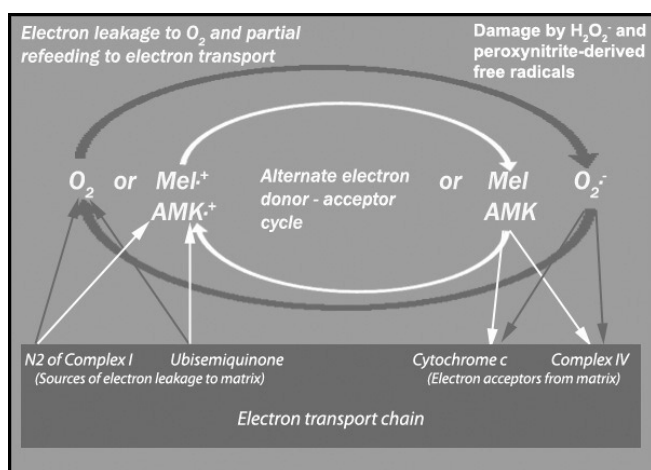 Electron leakage to O₂ and partial
refeeding to electron transport
Damage by H₂O₂⁻ and
peroxynitrite-derived
free radicals
O₂ or Mel·⁺
AMK·⁺
Alternate electron
donor - acceptor
cycle
or Mel O₂·⁻
AMK
N2 of Complex I Ubisemiquinone
(Sources of electron leakage to matrix)
Cytochrome c Complex IV
(Electron acceptors from matrix)
Electron transport chain